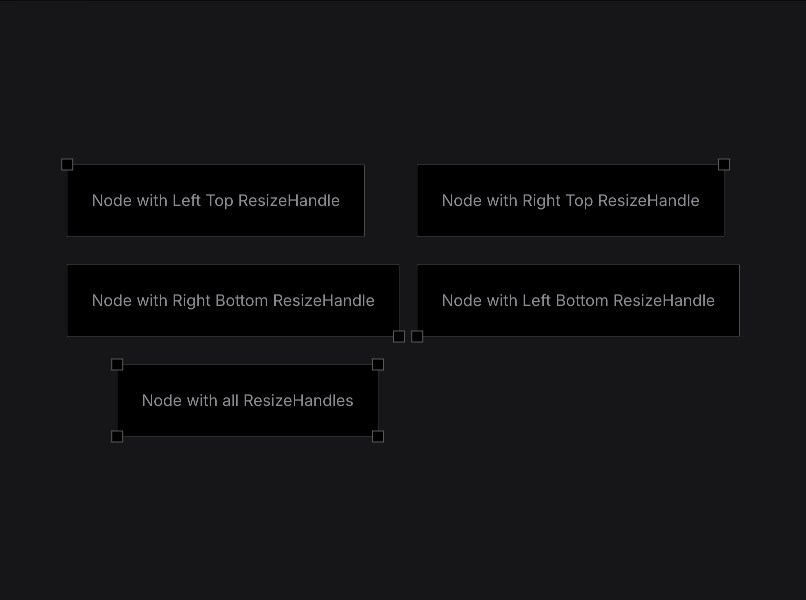 Node with Left Top ResizeHandle
Node with Right Top ResizeHandle
Node with Right Bottom ResizeHandle
Node with Left Bottom ResizeHandle
Node with all ResizeHandles